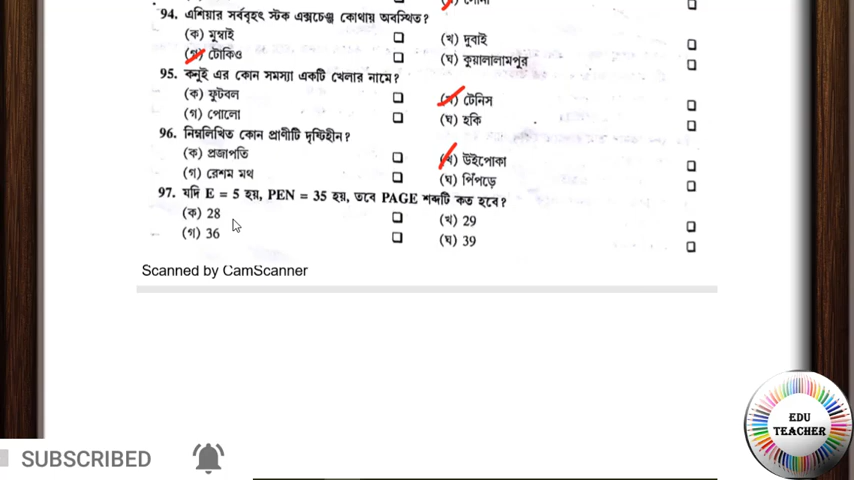 94. এশিয়ার সর্ববৃহৎ স্টক এক্সচেঞ্জ কোথায় অবস্থিত?
(ক) মুম্বাই (খ) দুবাই
(গ) টোকিও (ঘ) কুয়ালালামপুর
95. কনুই এর কোন সমস্যা একটি খেলার নামে?
(ক) ফুটবল (খ) টেনিস
(গ) পোলো (ঘ) হকি
96. নিম্নলিখিত কোন প্রাণীটি দৃষ্টিহীন?
(ক) প্রজাপতি (খ) উইপোকা
(গ) রেশম মথ (ঘ) পিঁপড়ে
97. যদি E = 5 হয়, PEN = 35 হয়, তবে PAGE শব্দটি কত হবে?
(ক) 28 (খ) 29
(গ) 36 (ঘ) 39
Scanned by CamScanner
EDU
TEACHER
SUBSCRIBED